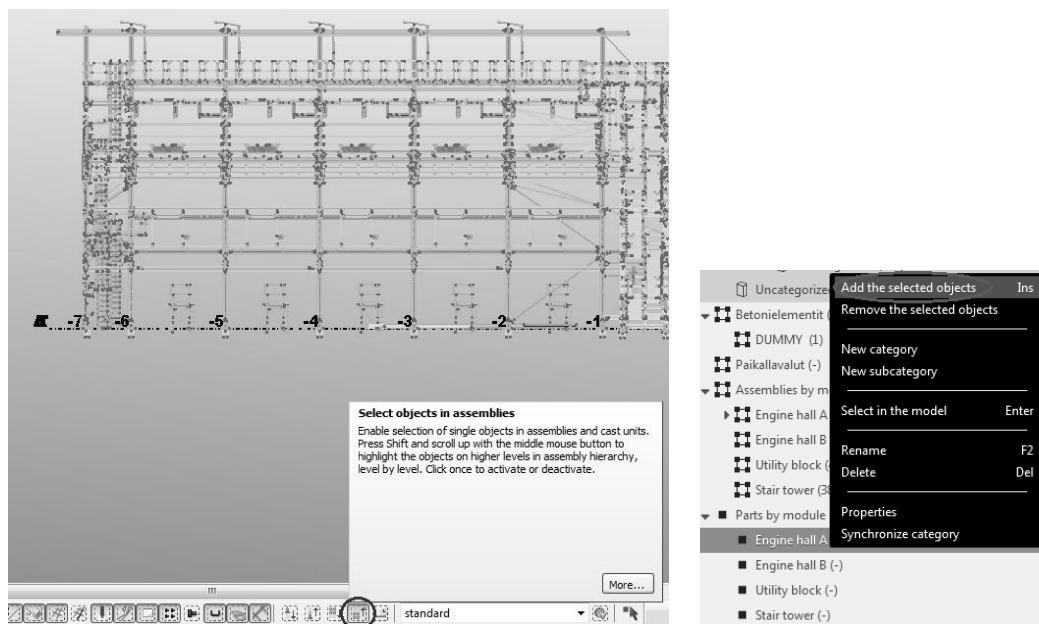 -7
-6
-5
-4
-3
-2
-1
Select objects in assemblies
Enable selection of single objects in assemblies and cast units.
Press Shift and scroll up with the middle mouse button to
highlight the objects on higher levels in assembly hierarchy,
level by level. Click once to activate or deactivate.
More...
standard
Uncategorize
Betonielementit (
DUMMY (1)
Paikallavalut (-)
Assemblies by m
Engine hall A
Engine hall B
Utility block (
Stair tower (38
Parts by module
Engine hall A
Engine hall B (-)
Utility block (-)
Stair tower (-)
Add the selected objects Ins
Remove the selected objects
New category
New subcategory
Select in the model Enter
Rename F2
Delete Del
Properties
Synchronize category